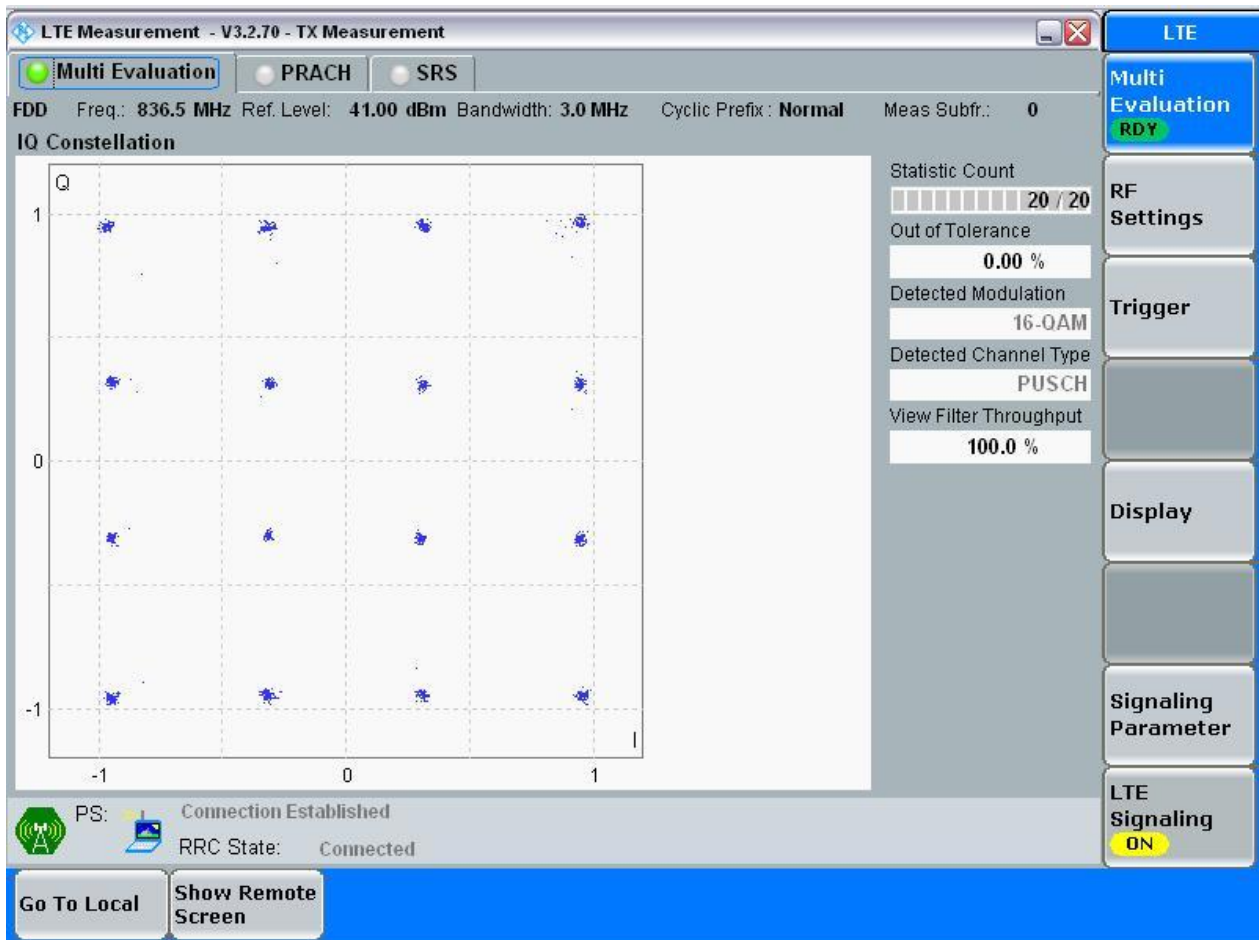 LTE Measurement - V3.2.70 - TX Measurement
LTE
Multi Evaluation PRACH SRS
FDD Freq.: 836.5 MHz Ref. Level: 41.00 dBm Bandwidth: 3.0 MHz Cyclic Prefix : Normal Meas Subfr.: 0
IQ Constellation
Q
1
0
-1
I
-1 0 1
Statistic Count
20 / 20
Out of Tolerance
0.00 %
Detected Modulation
16-QAM
Detected Channel Type
PUSCH
View Filter Throughput
100.0 %
Multi
Evaluation
RDY
RF
Settings
Trigger
Display
Signaling
Parameter
LTE
Signaling
ON
PS: Connection Established
RRC State: Connected
Go To Local
Show Remote
Screen